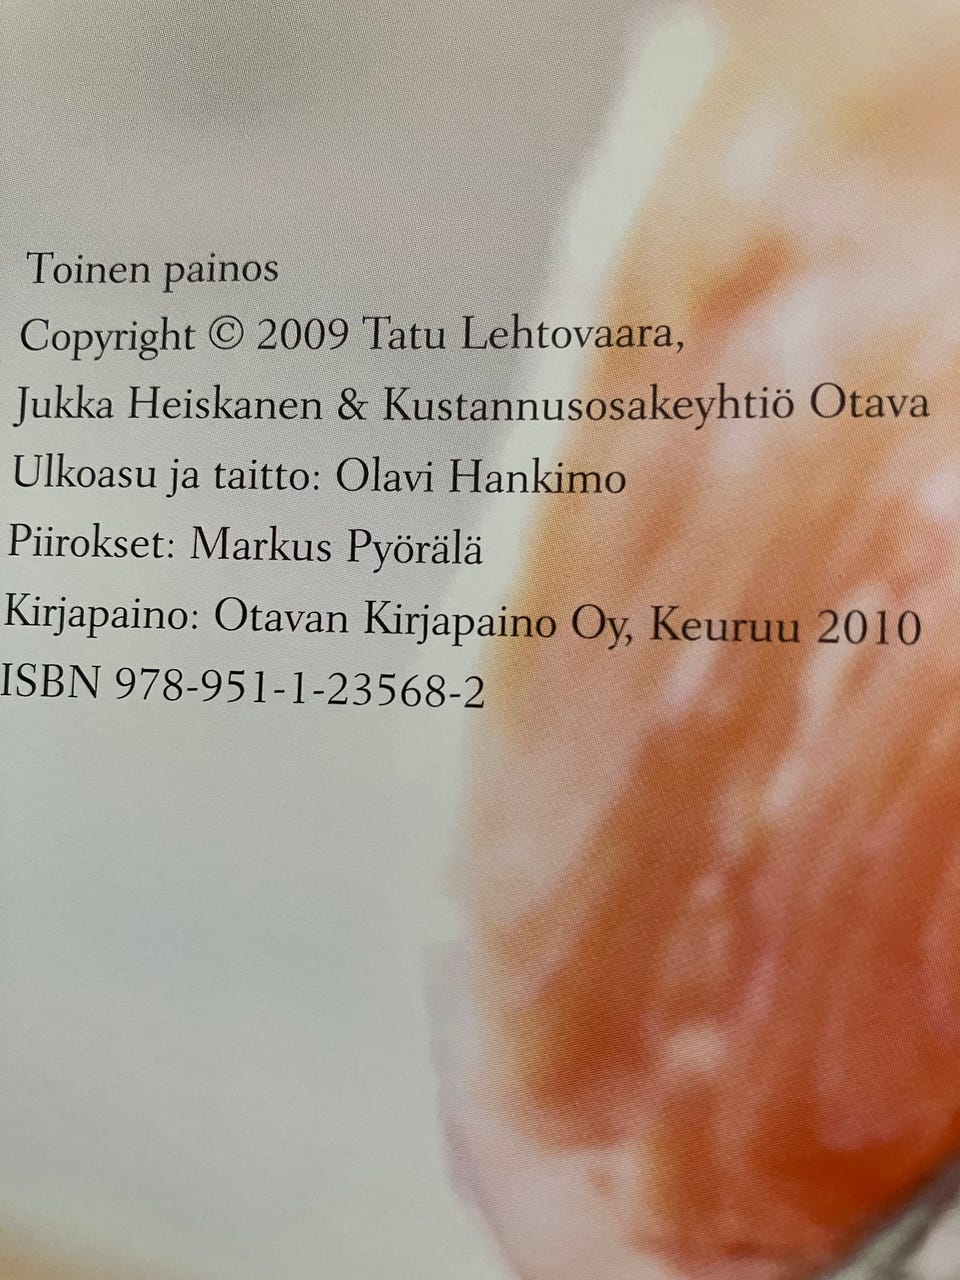 Toinen painos
Copyright © 2009 Tatu Lehtovaara,
Jukka Heiskanen & Kustannusosakeyhtiö Otava
Ulkoasu ja taitto: Olavi Hankimo
Piirokset: Markus Pyörälä
Kirjapaino: Otavan Kirjapaino Oy, Keuruu 2010
ISBN 978-951-1-23568-2